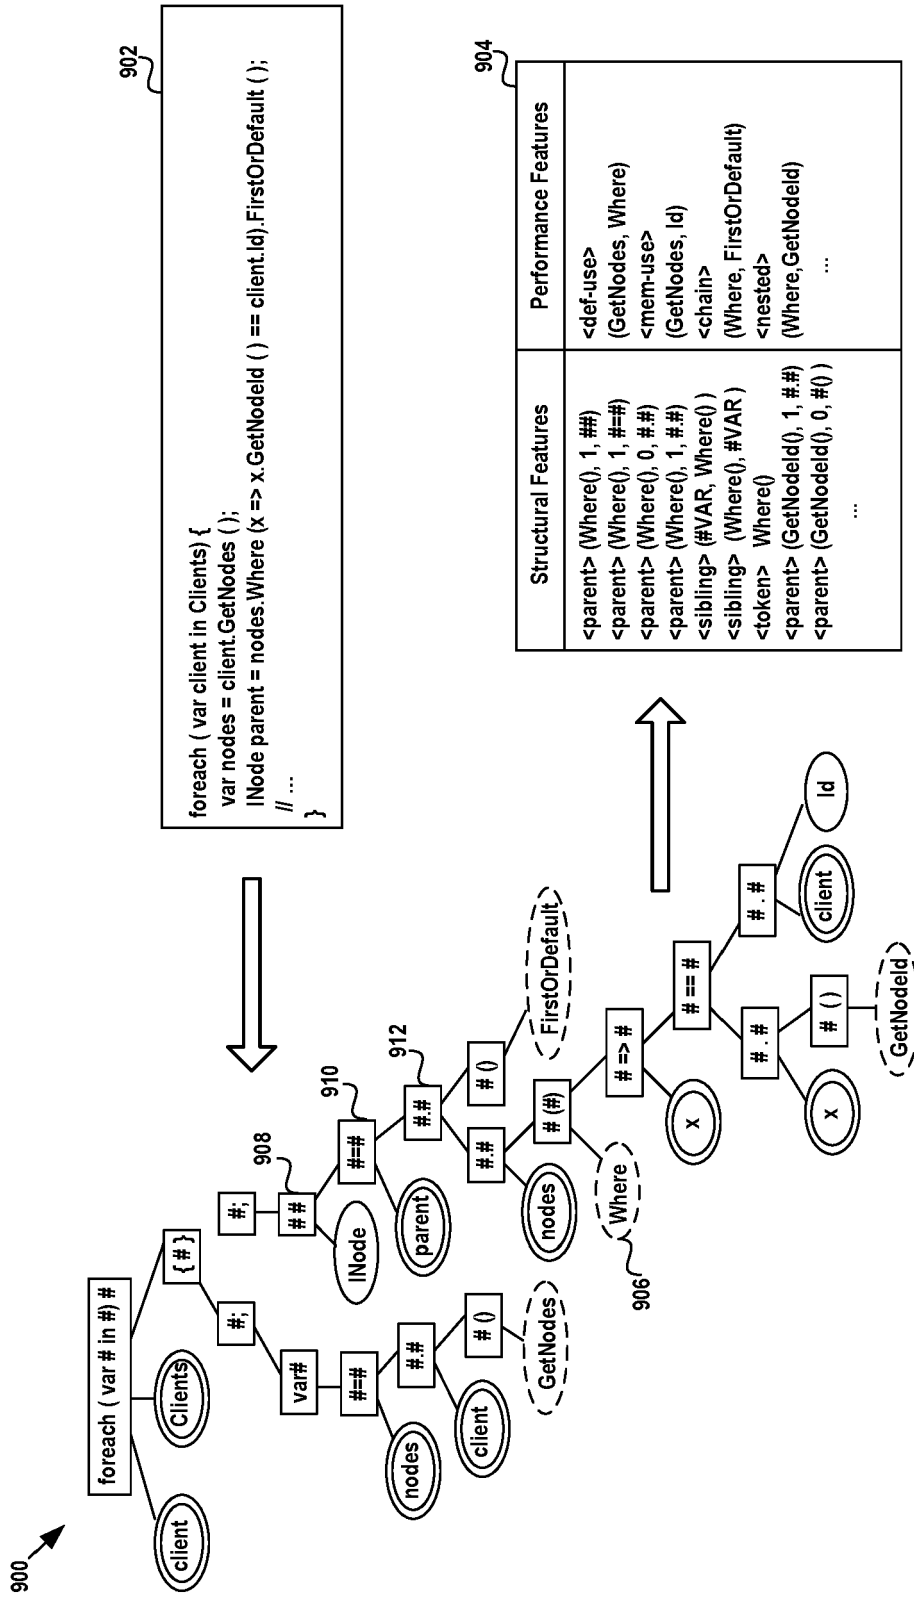 900
foreach ( var # in #) #
client
Clients
{ # }
#;
#;
var#
908
# #
#=#
INode
910
#=#
nodes
#.#
parent
912
#.#
client
# ()
#.#
# ()
GetNodes
nodes
# (#)
FirstOrDefault
906
Where
# => #
x
# == #
# . #
# . #
x
# ( )
client
Id
GetNodeId
902
foreach ( var client in Clients) {
var nodes = client.GetNodes ( );
INode parent = nodes.Where (x => x.GetNodeId ( ) == client.Id).FirstOrDefault ( );
// ...
}
904
Structural Features
Performance Features
<parent> (Where(), 1, ##)
<parent> (Where(), 1, #=#)
<parent> (Where(), 0, #.#)
<parent> (Where(), 1, #.#)
<sibling> (#VAR, Where() )
<sibling> (Where(), #VAR )
<token> Where()
<parent> (GetNodeId(), 1, #.#)
<parent> (GetNodeId(), 0, #() )
...
<def-use>
(GetNodes, Where)
<mem-use>
(GetNodes, Id)
<chain>
(Where, FirstOrDefault)
<nested>
(Where,GetNodeId)
...